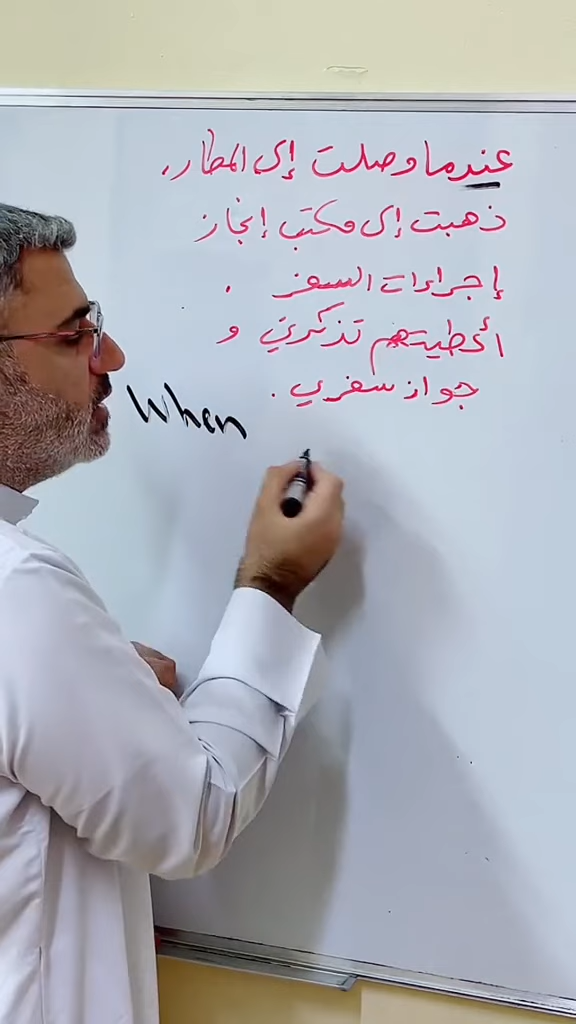 عندما وصلت إلى المطار,
ذهبت إلى مكتب إنجاز
إجراءات السفر .
أعطيتهم تذكرتي و
جواز سفري .
When